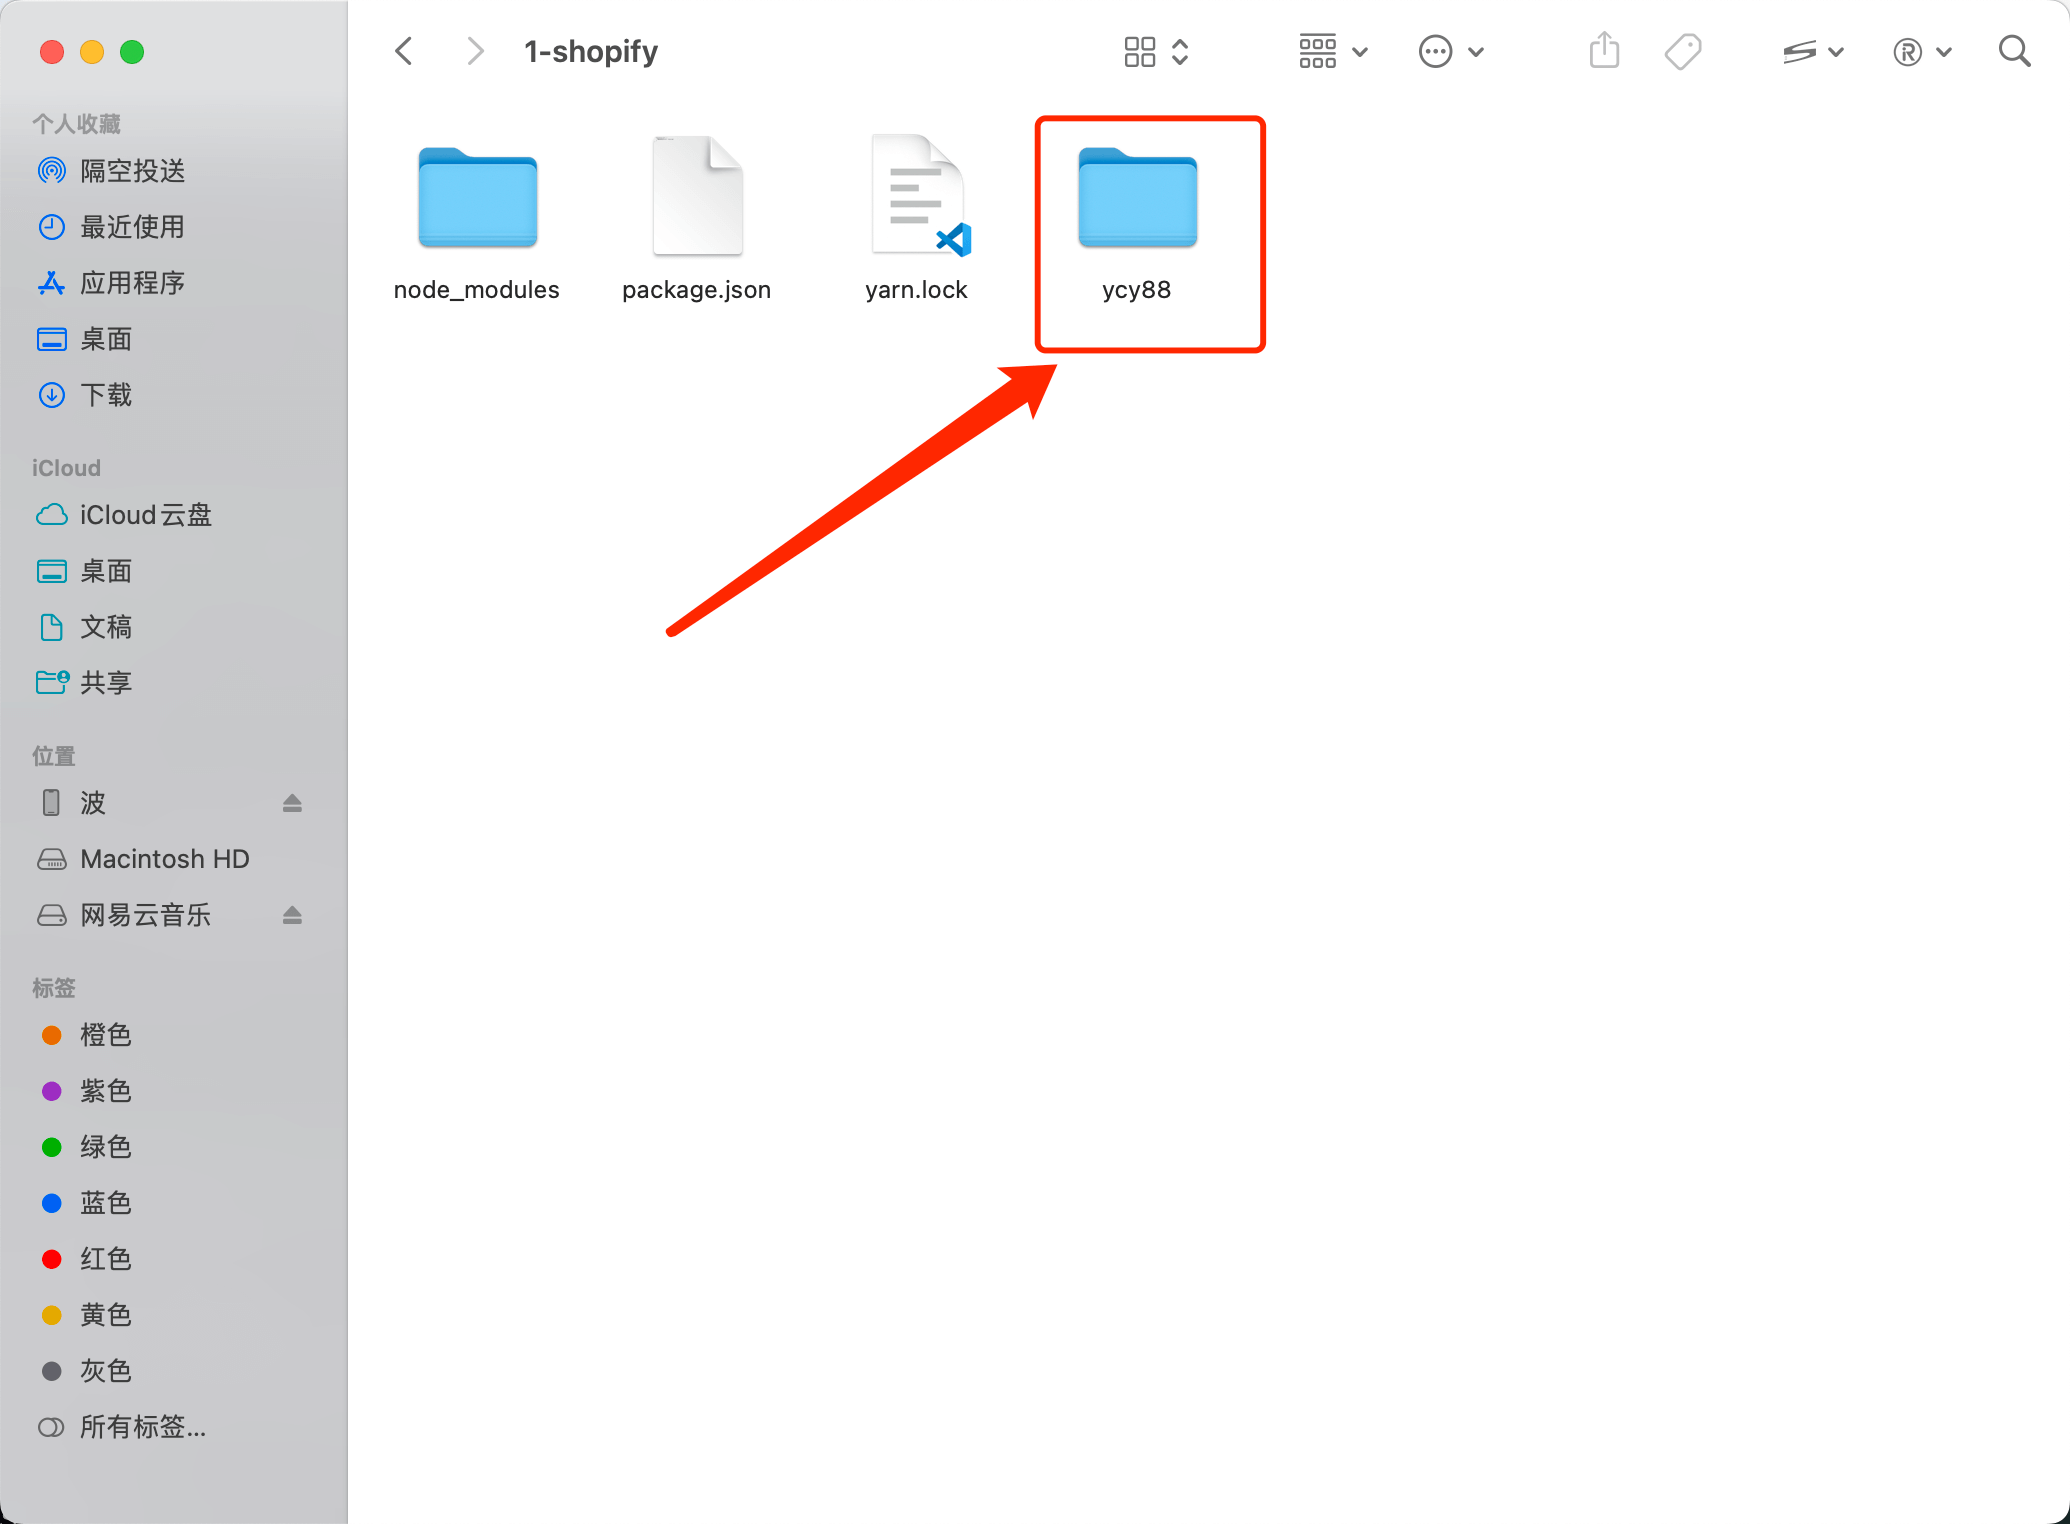 1-shopify
个人收藏
隔空投送
最近使用
应用程序
桌面
下载
iCloud
iCloud云盘
桌面
文稿
共享
位置
波
Macintosh HD
网易云音乐
标签
橙色
紫色
绿色
蓝色
红色
黄色
灰色
所有标签...
node_modules
package.json
yarn.lock
ycy88